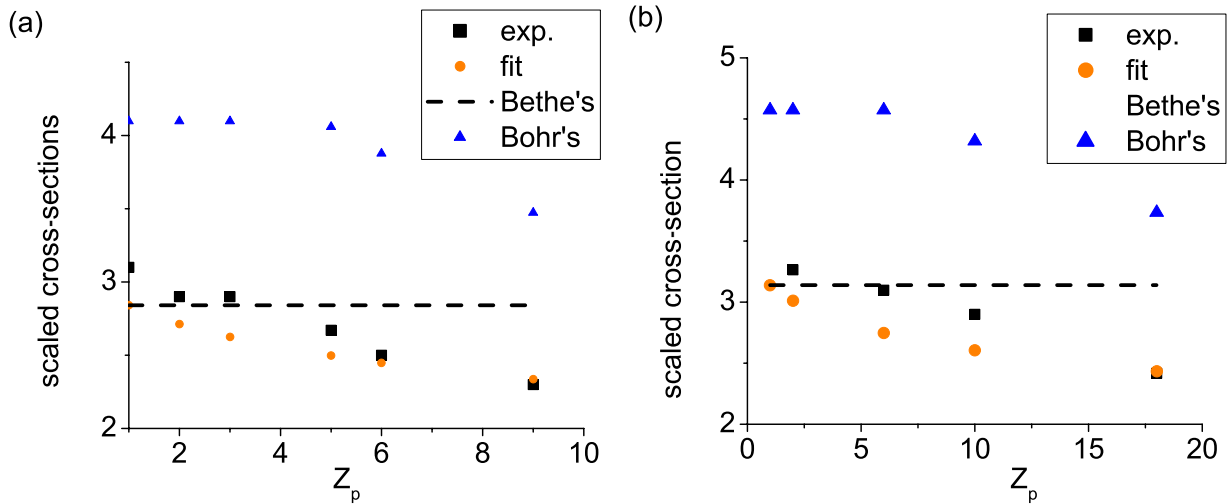 (a)
exp.
fit
Bethe's
Bohr's
scaled cross-sections
4
3
2
2
4
6
8
10
Zp
(b)
exp.
fit
Bethe's
Bohr's
scaled cross-section
5
4
3
2
0
5
10
15
20
Zp